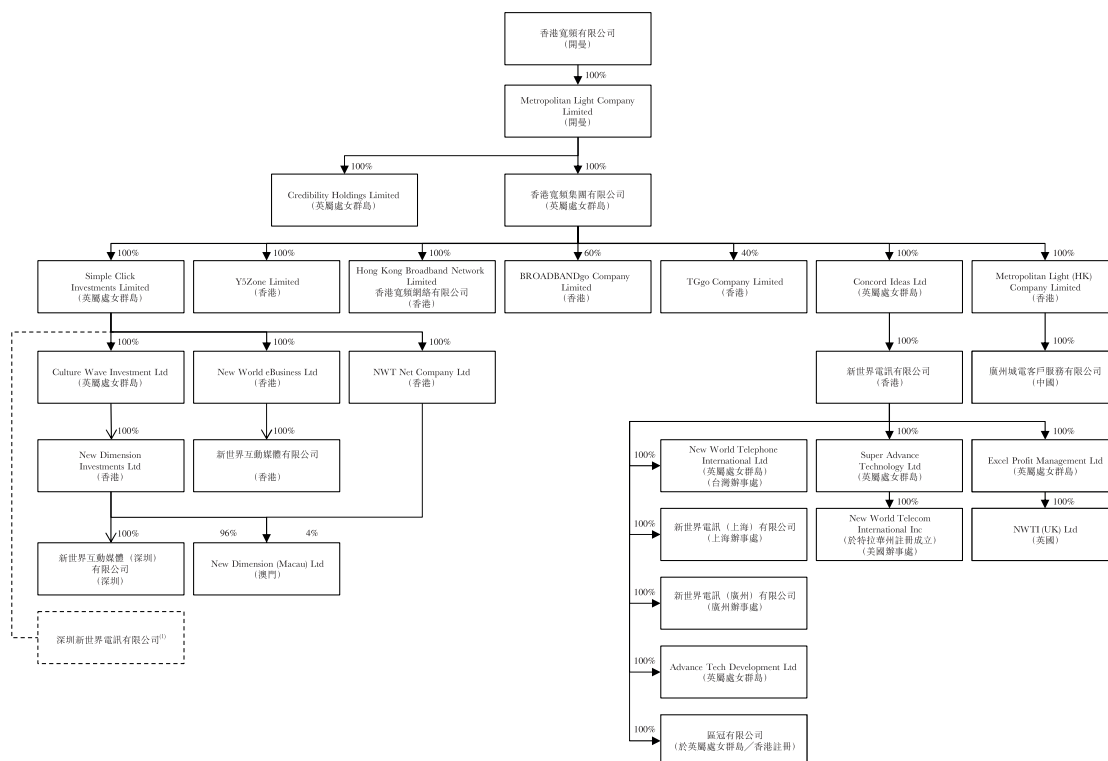 香港寬頻有限公司
(開曼)
100%
Metropolitan Light Company
Limited
(開曼)
100%
100%
Credibility Holdings Limited
(英屬處女群島)
香港寬頻集團有限公司
(英屬處女群島)
100%
100%
100%
60%
40%
100%
100%
Simple Click
Investments Limited
(英屬處女群島)
Y5Zone Limited
(香港)
Hong Kong Broadband Network
Limited
香港寬頻網絡有限公司
(香港)
BROADBANDgo Company
Limited
(香港)
TGgo Company Limited
(香港)
Concord Ideas Ltd
(英屬處女群島)
Metropolitan Light (HK)
Company Limited
(香港)
100%
100%
100%
100%
100%
Culture Wave Investment Ltd
(英屬處女群島)
New World eBusiness Ltd
(香港)
NWT Net Company Ltd
(香港)
新世界電訊有限公司
(香港)
廣州城電客戶服務有限公司
(中國)
100%
100%
100%
100%
100%
New Dimension
Investments Ltd
(香港)
新世界互動媒體有限公司
(香港)
New World Telephone
International Ltd
(英屬處女群島)
(台灣辦事處)
Super Advance
Technology Ltd
(英屬處女群島)
Excel Profit Management Ltd
(英屬處女群島)
100%
96%
4%
100%
100%
100%
新世界互動媒體(深圳)
有限公司
(深圳)
New Dimension (Macau) Ltd
(澳門)
新世界電訊(上海)有限公司
(上海辦事處)
New World Telecom
International Inc
(於特拉華州註冊成立)
(美國辦事處)
NWTI (UK) Ltd
(英國)
深圳新世界電訊有限公司(1)
100%
新世界電訊(廣州)有限公司
(廣州辦事處)
100%
Advance Tech Development Ltd
(英屬處女群島)
100%
區冠有限公司
(於英屬處女群島/香港註冊)